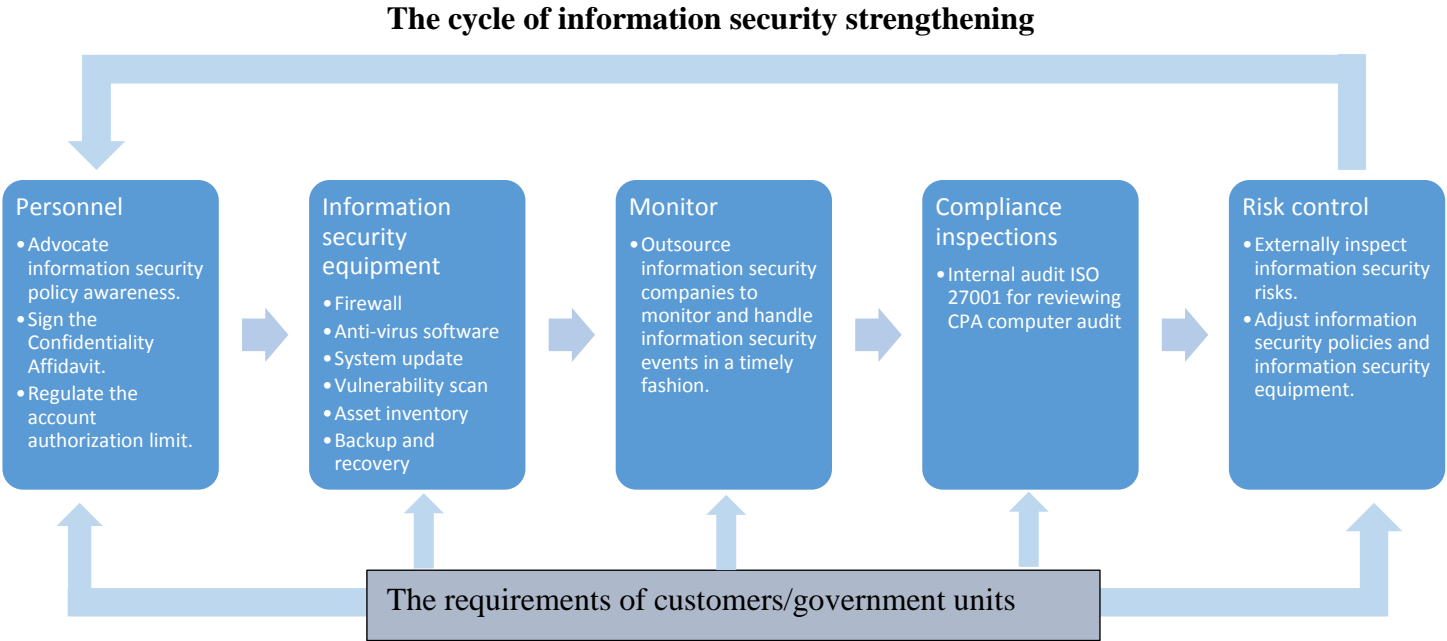 The cycle of information security strengthening
Personnel
•Advocate
information security
policy awareness.
•Sign the
Confidentiality
Affidavit.
•Regulate the
account
authorization limit.
Information
security
equipment
•Firewall
•Anti-virus software
•System update
•Vulnerability scan
•Asset inventory
•Backup and
recovery
Monitor
•Outsource
information security
companies to
monitor and handle
information security
events in a timely
fashion.
Compliance
inspections
•Internal audit ISO
27001 for reviewing
CPA computer audit
Risk control
•Externally inspect
information security
risks.
•Adjust information
security policies and
information security
equipment.
The requirements of customers/government units